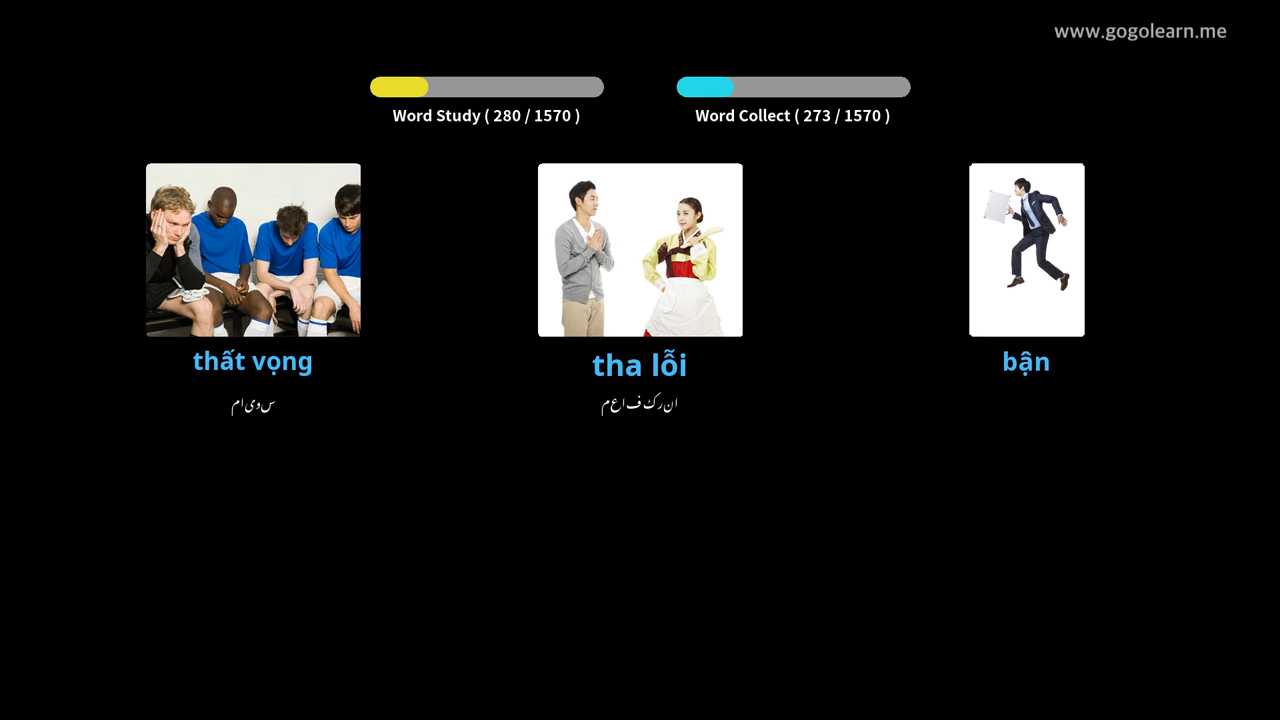 www.gogolearn.me
Word Study ( 280 / 1570 )
Word Collect ( 273 / 1570 )
thất vọng
tha lỗi
bận
مایوس
معاف کرنا